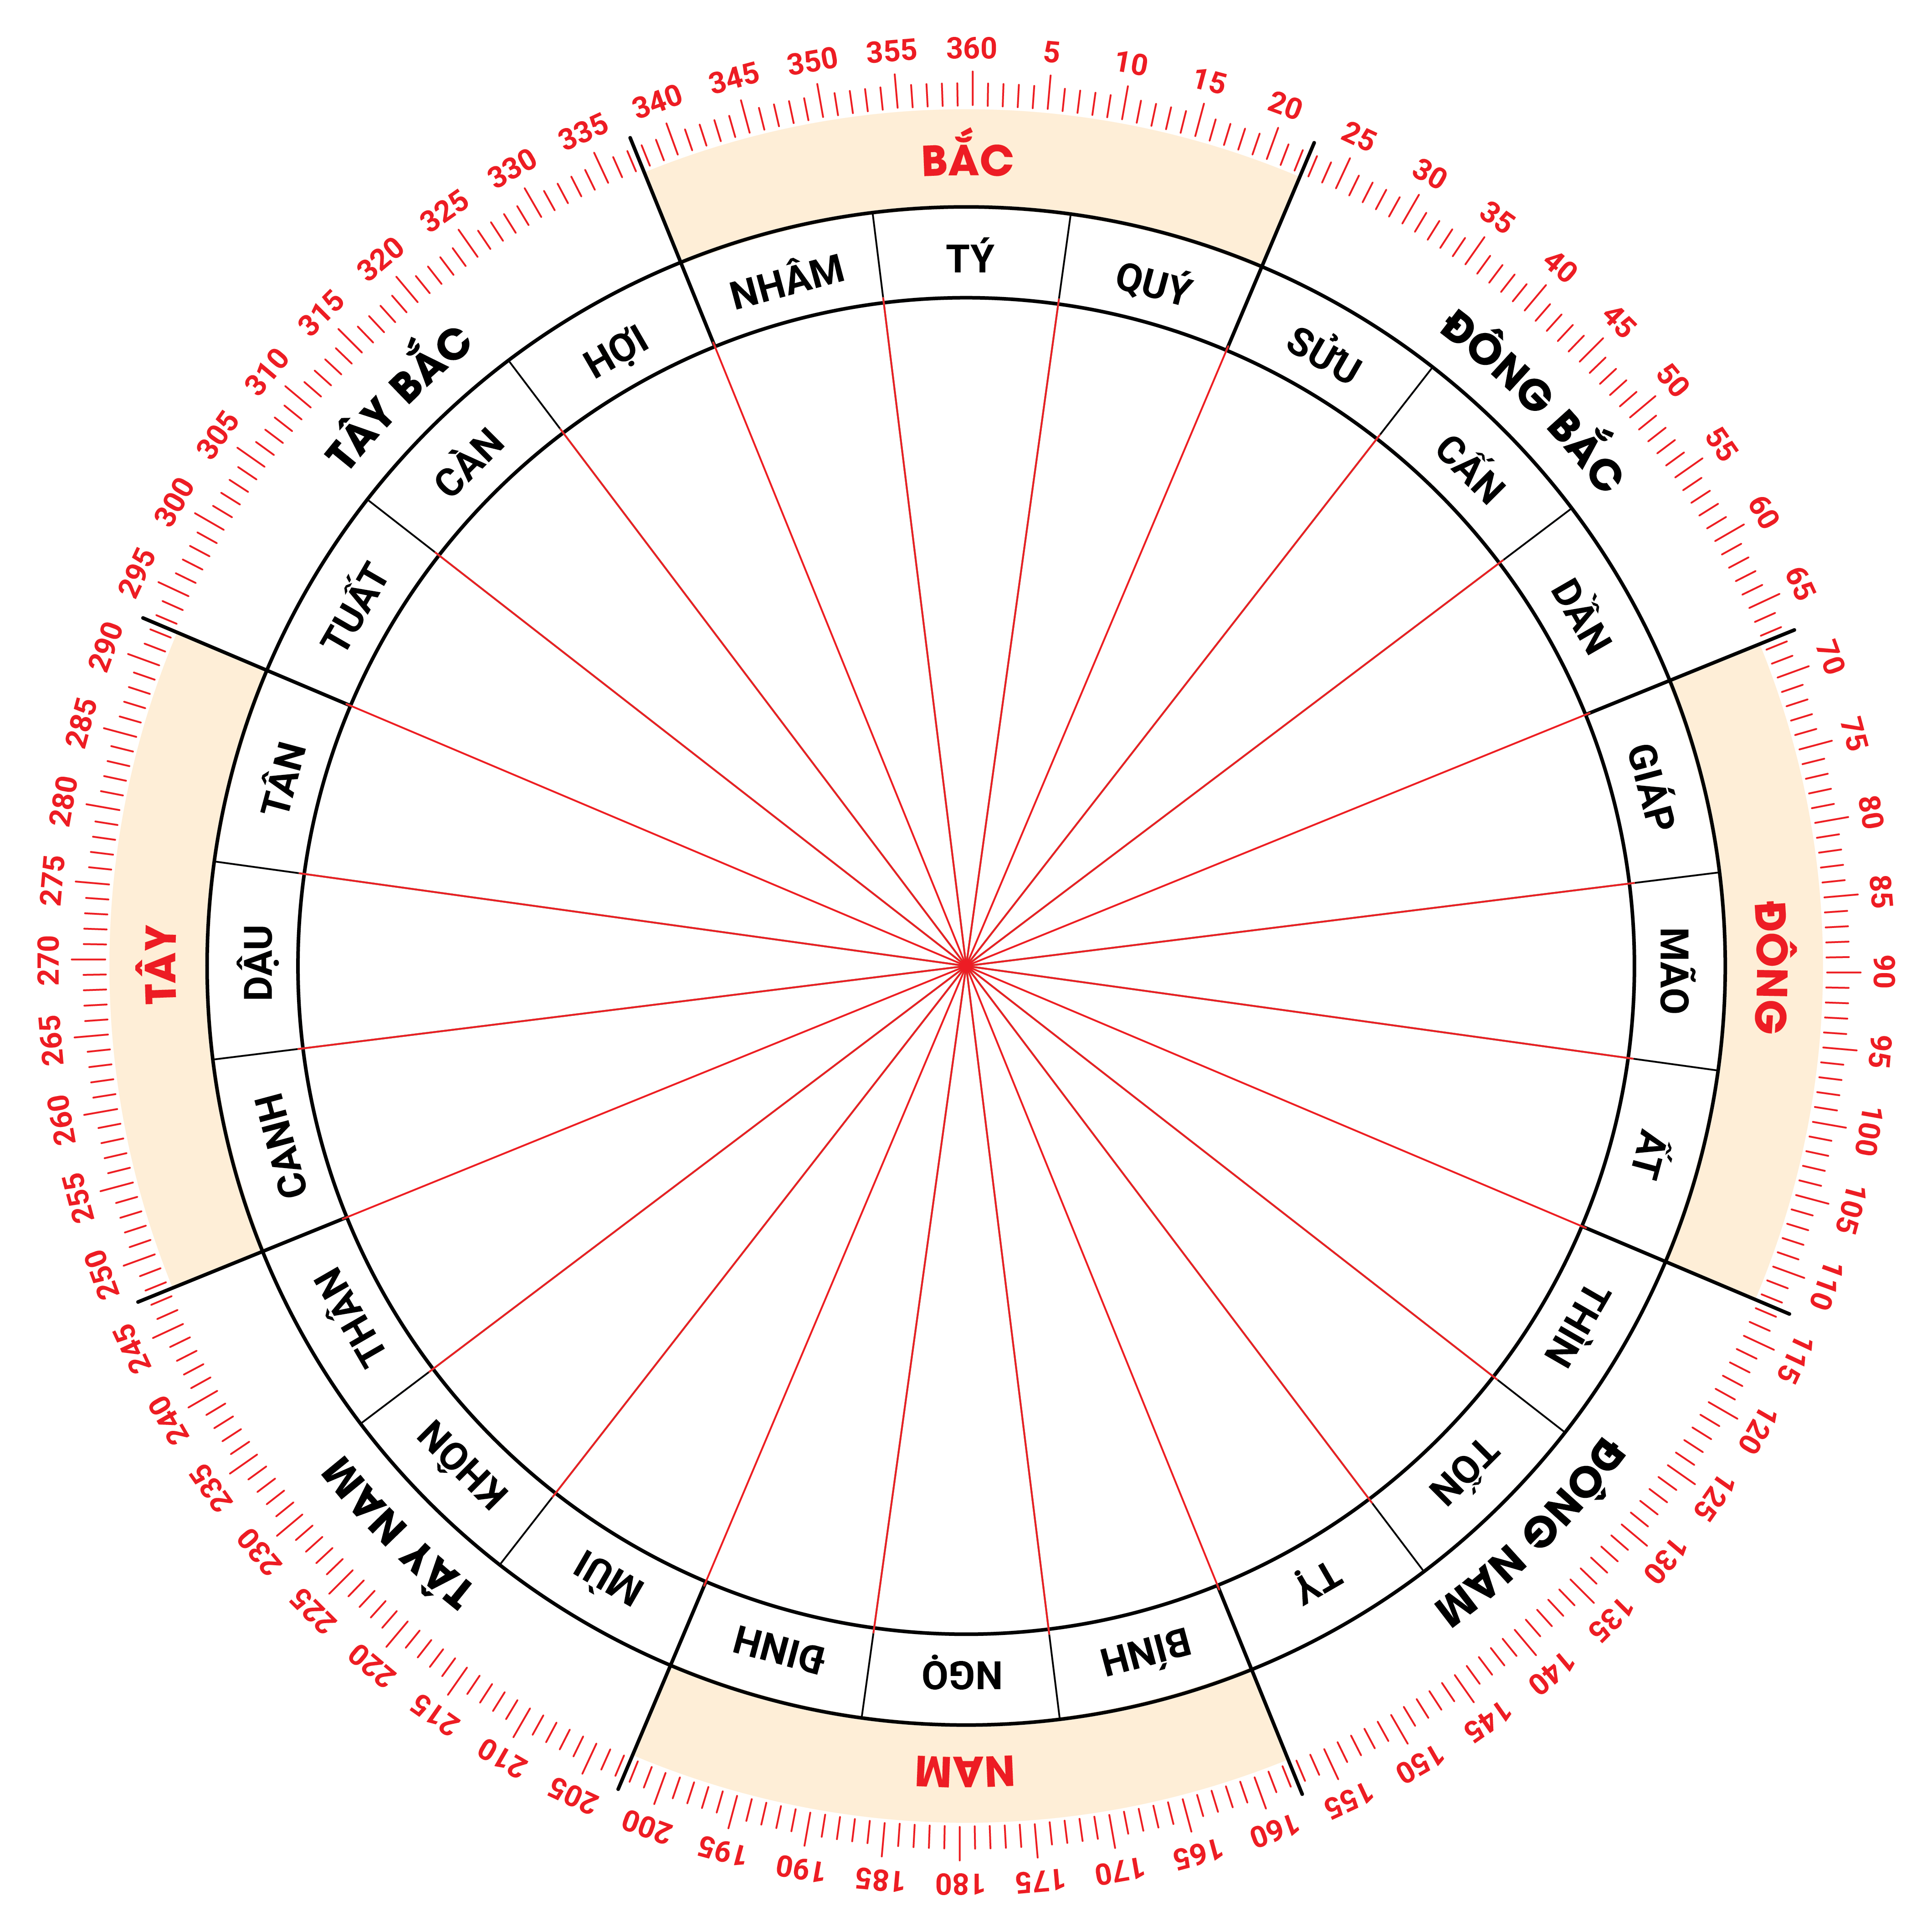 360
5
10
15
20
25
30
35
40
45
50
55
60
65
70
75
80
85
90
95
100
105
110
115
120
125
130
135
140
145
150
155
160
165
170
175
180
185
190
195
200
205
210
215
220
225
230
235
240
245
250
255
260
265
270
275
280
285
290
295
300
305
310
315
320
325
330
335
340
345
350
355
BẮC
ĐÔNG BẮC
ĐÔNG
ĐÔNG NAM
NAM
TÂY NAM
TÂY
TÂY BẮC
TÝ
QUÝ
SỬU
CẤN
DẦN
GIÁP
MÃO
ẤT
THÌN
TỐN
TỴ
BÍNH
NGỌ
ĐINH
MÙI
KHÔN
THÂN
CANH
DẬU
TÂN
TUẤT
CÀN
HỢI
NHÂM